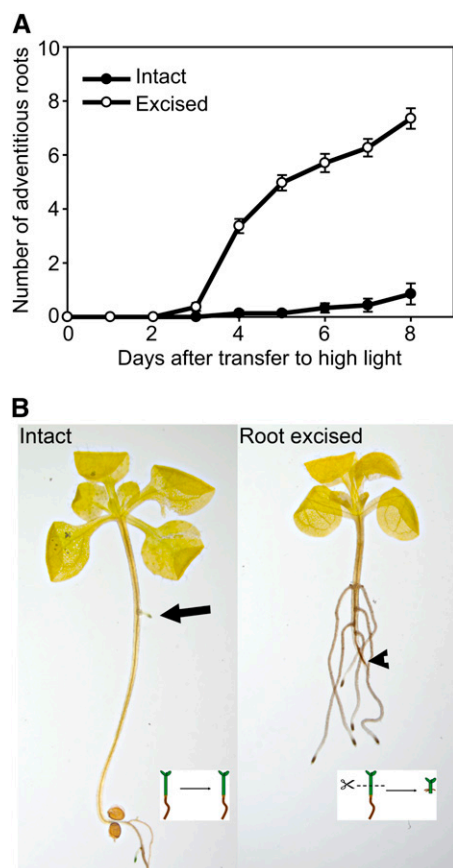 A
Number of adventitious roots
Intact
Excised
10
8
6
4
2
0
0 2 4 6 8
Days after transfer to high light
B
Intact
Root excised